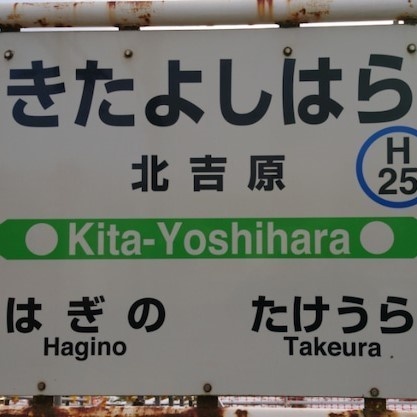 きたよしはら
北吉原
H
25
Kita-Yoshihara
はぎの たけうら
Hagino Takeura